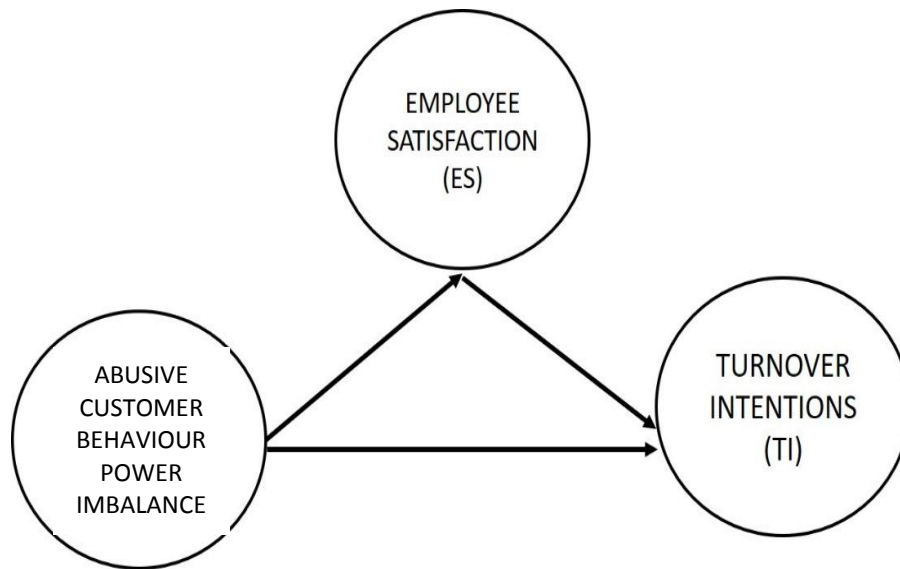 EMPLOYEE
SATISFACTION
(ES)
ABUSIVE
CUSTOMER
BEHAVIOUR
POWER
IMBALANCE
TURNOVER
INTENTIONS
(TI)